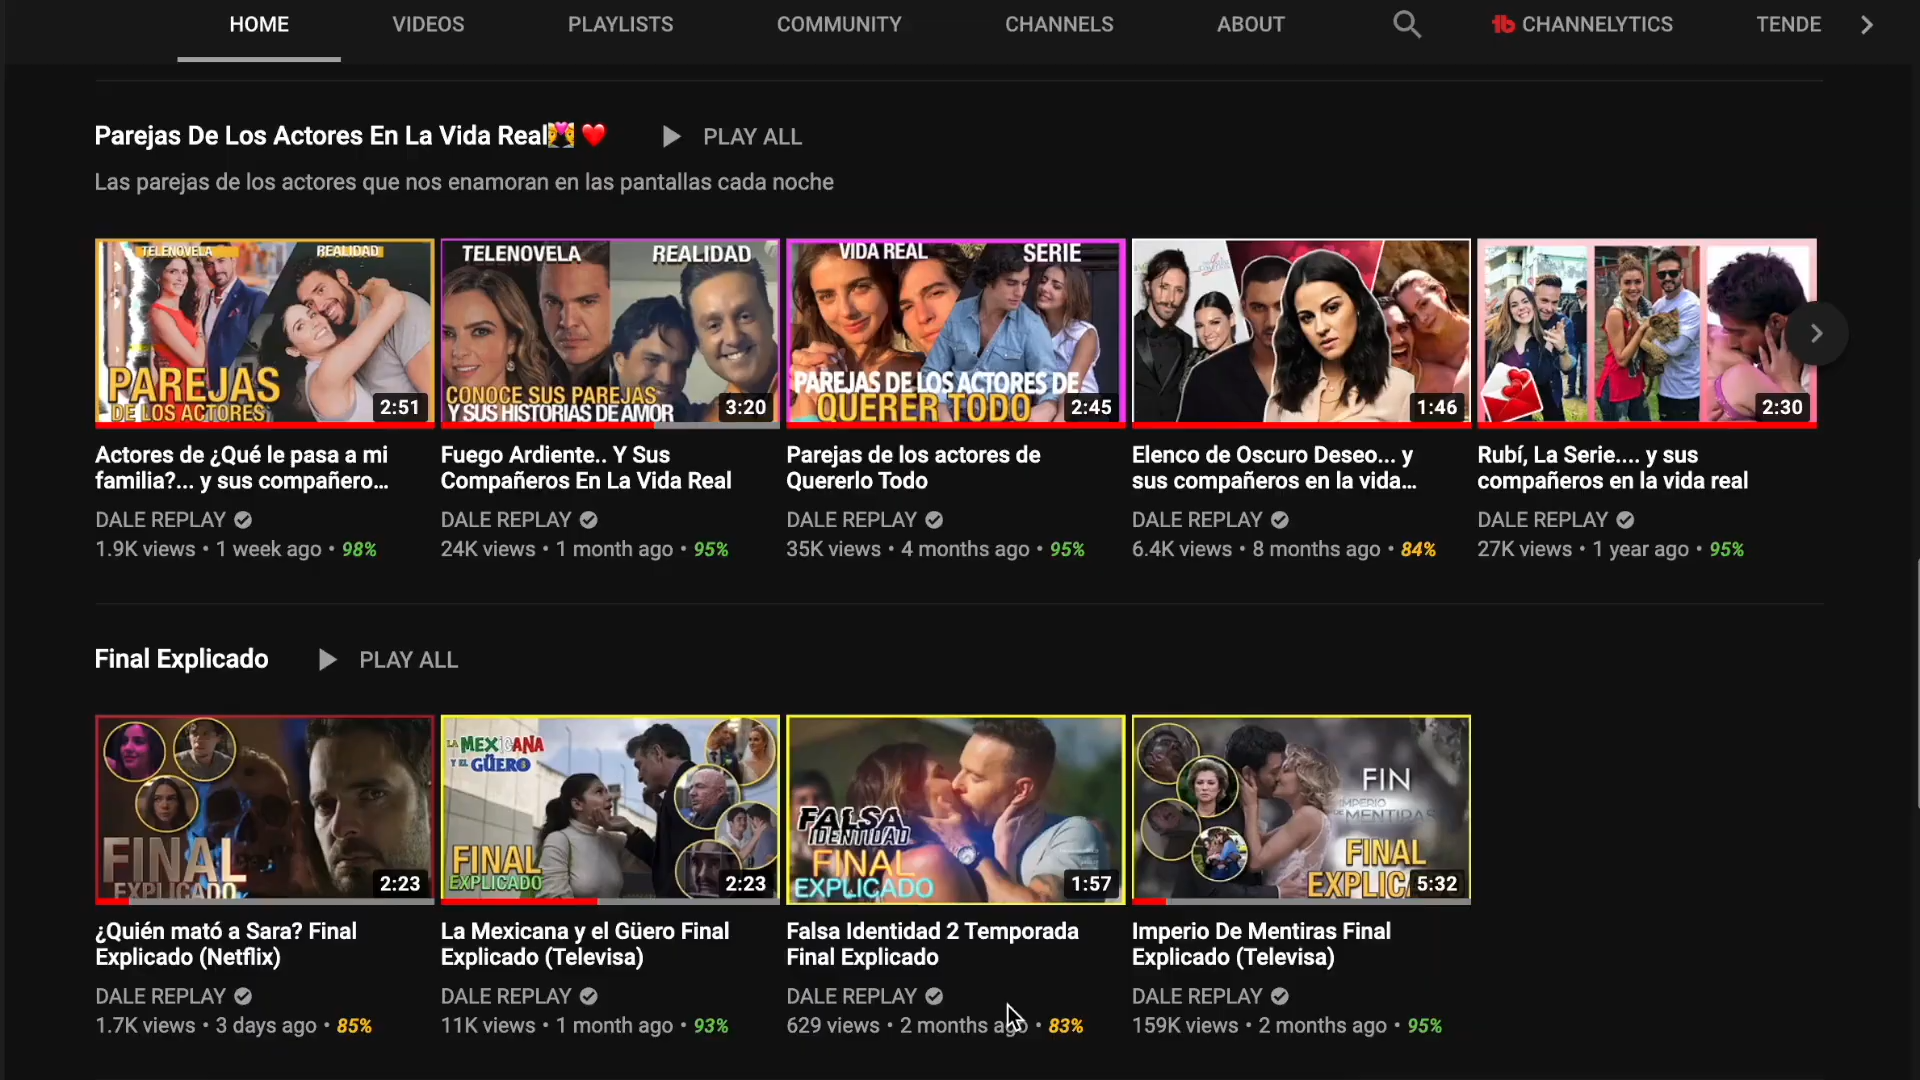 HOME VIDEOS PLAYLISTS COMMUNITY CHANNELS ABOUT CHANNELYTICS TENDE
Parejas De Los Actores En La Vida Real👩‍❤️‍💋‍👨❤️ PLAY ALL
Las parejas de los actores que nos enamoran en las pantallas cada noche
TELENOVELA REALIDAD
PAREJAS
DE LOS ACTORES
2:51
TELENOVELA REALIDAD
CONOCE SUS PAREJAS
Y SUS HISTORIAS DE AMOR
3:20
VIDA REAL SERIE
PAREJAS DE LOS ACTORES DE
QUERER TODO
2:45
1:46
2:30
Actores de ¿Qué le pasa a mi
familia?... y sus compañero...
DALE REPLAY
1.9K views • 1 week ago • 98%
Fuego Ardiente.. Y Sus
Compañeros En La Vida Real
DALE REPLAY
24K views • 1 month ago • 95%
Parejas de los actores de
Quererlo Todo
DALE REPLAY
35K views • 4 months ago • 95%
Elenco de Oscuro Deseo... y
sus compañeros en la vida...
DALE REPLAY
6.4K views • 8 months ago • 84%
Rubí, La Serie.... y sus
compañeros en la vida real
DALE REPLAY
27K views • 1 year ago • 95%
Final Explicado PLAY ALL
FINAL
EXPLICADO
2:23
LA MEXICANA
Y EL GÜERO
FINAL
EXPLICADO
2:23
FALSA
IDENTIDAD
FINAL
EXPLICADO
1:57
FIN
IMPERIO
DE MENTIRAS
FINAL
EXPLIC
5:32
¿Quién mató a Sara? Final
Explicado (Netflix)
DALE REPLAY
1.7K views • 3 days ago • 85%
La Mexicana y el Güero Final
Explicado (Televisa)
DALE REPLAY
11K views • 1 month ago • 93%
Falsa Identidad 2 Temporada
Final Explicado
DALE REPLAY
629 views • 2 months ago • 83%
Imperio De Mentiras Final
Explicado (Televisa)
DALE REPLAY
159K views • 2 months ago • 95%